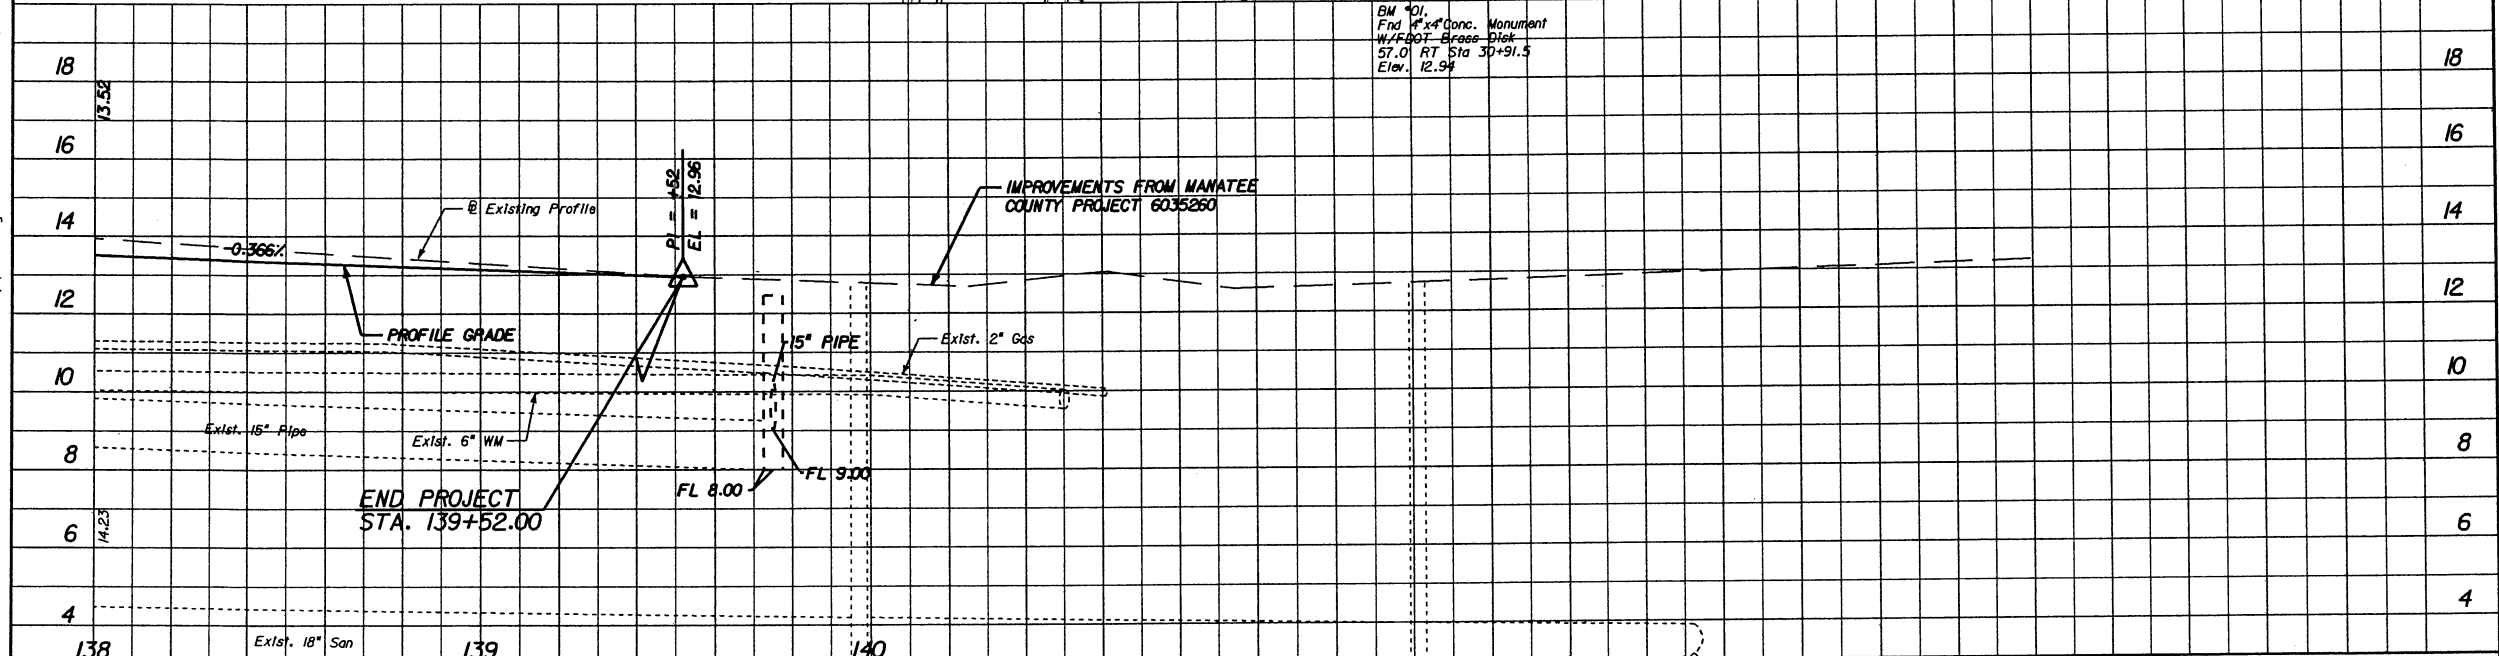 BM #01,
Fnd 4"x4" Conc. Monument
W/FDOT Brass Disk
57.0' RT Sta 30+91.5
Elev. 12.94
18
18
13.52
16
16
PI = +52
EL = 12.96
IMPROVEMENTS FROM MANATEE
COUNTY PROJECT 6035260
Existing Profile
14
14
-0.366%
12
12
PROFILE GRADE
15" PIPE
Exist. 2" Gas
10
10
Exist. 15" Pipe
Exist. 6" WM
8
8
FL 9.00
FL 8.00
END PROJECT
STA. 139+52.00
14.23
6
6
4
4
Exist. 18" San
138
139
140